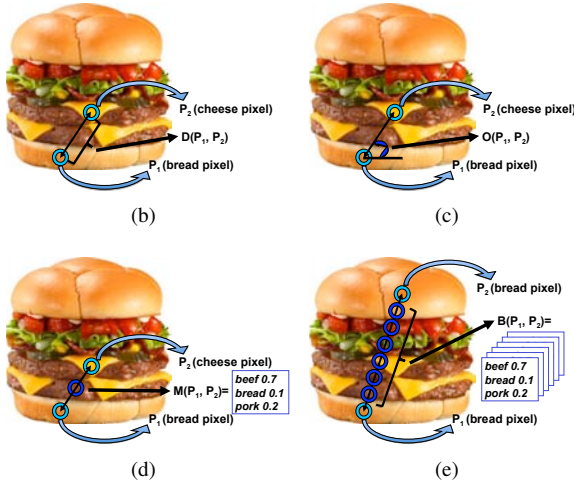 P₂ (cheese pixel)
D(P₁, P₂)
P₁ (bread pixel)
(b)
P₂ (cheese pixel)
O(P₁, P₂)
P₁ (bread pixel)
(c)
P₂ (cheese pixel)
M(P₁, P₂)=
beef 0.7
bread 0.1
pork 0.2
P₁ (bread pixel)
(d)
P₂ (bread pixel)
B(P₁, P₂)=
beef 0.7
bread 0.1
pork 0.2
P₁ (bread pixel)
(e)